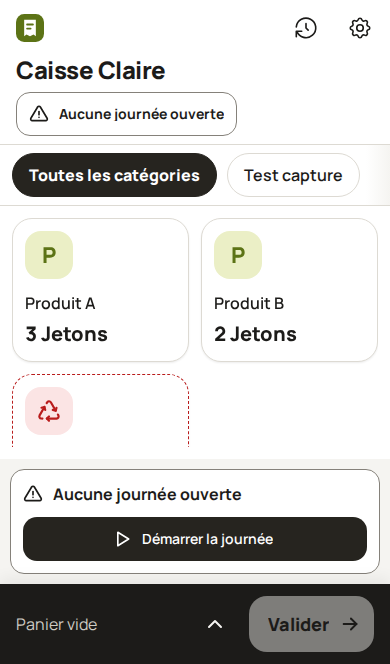 Caisse Claire
Aucune journée ouverte
Toutes les catégories
Test capture
P
P
Produit A
Produit B
3 Jetons
2 Jetons
Aucune journée ouverte
Démarrer la journée
Panier vide
Valider